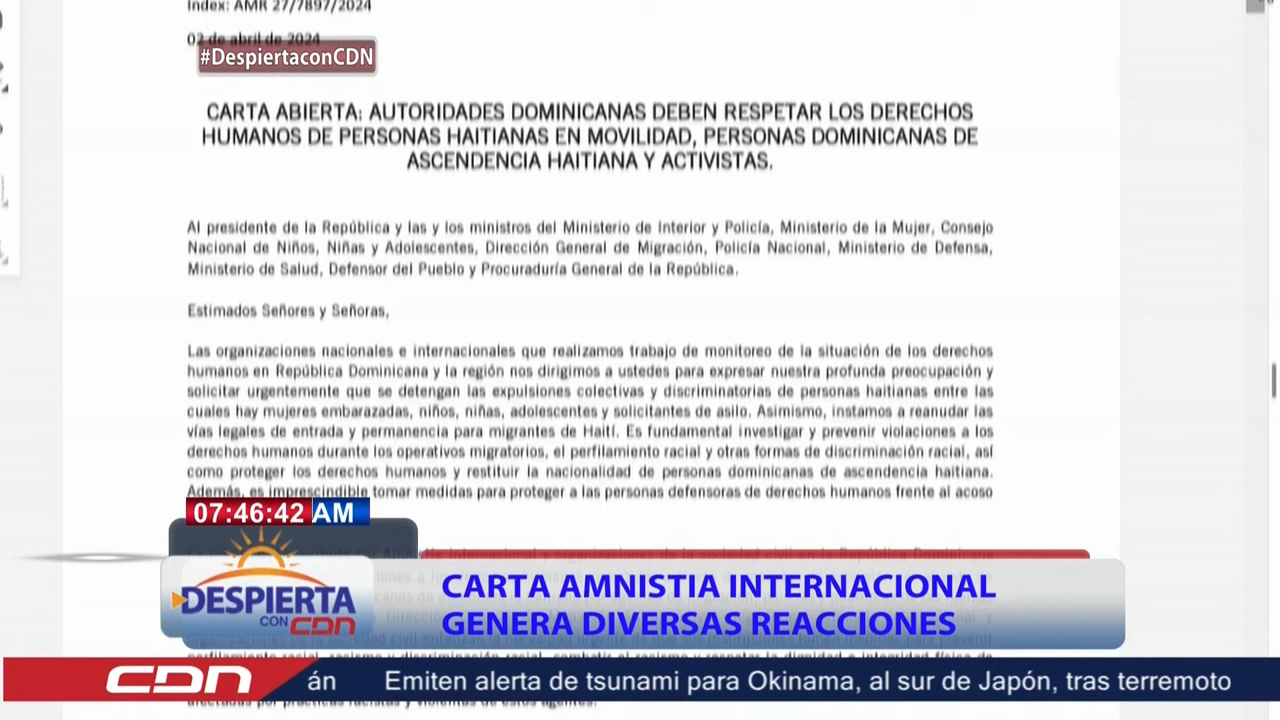 Index: AMR 27/7897/2024
02 de abril de 2024
#DespiertaconCDN
CARTA ABIERTA: AUTORIDADES DOMINICANAS DEBEN RESPETAR LOS DERECHOS
HUMANOS DE PERSONAS HAITIANAS EN MOVILIDAD, PERSONAS DOMINICANAS DE
ASCENDENCIA HAITIANA Y ACTIVISTAS.
Al presidente de la República y las y los ministros del Ministerio de Interior y Policía, Ministerio de la Mujer, Consejo
Nacional de Niños, Niñas y Adolescentes, Dirección General de Migración, Policía Nacional, Ministerio de Defensa,
Ministerio de Salud, Defensor del Pueblo y Procuraduría General de la República.
Estimados Señores y Señoras,
Las organizaciones nacionales e internacionales que realizamos trabajo de monitoreo de la situación de los derechos
humanos en República Dominicana y la región nos dirigimos a ustedes para expresar nuestra profunda preocupación y
solicitar urgentemente que se detengan las expulsiones colectivas y discriminatorias de personas haitianas entre las
cuales hay mujeres embarazadas, niños, niñas, adolescentes y solicitantes de asilo. Asimismo, instamos a reanudar las
vías legales de entrada y permanencia para migrantes de Haití. Es fundamental investigar y prevenir violaciones a los
derechos humanos durante los operativos migratorios, el perfilamiento racial y otras formas de discriminación racial, así
como proteger los derechos humanos y restituir la nacionalidad de personas dominicanas de ascendencia haitiana.
Además, es imprescindible tomar medidas para proteger a las personas defensoras de derechos humanos frente al acoso
07:46:42 AM
DESPIERTA
CON CDN
CARTA AMNISTIA INTERNACIONAL
GENERA DIVERSAS REACCIONES
CDN
án Emiten alerta de tsunami para Okinama, al sur de Japón, tras terremoto